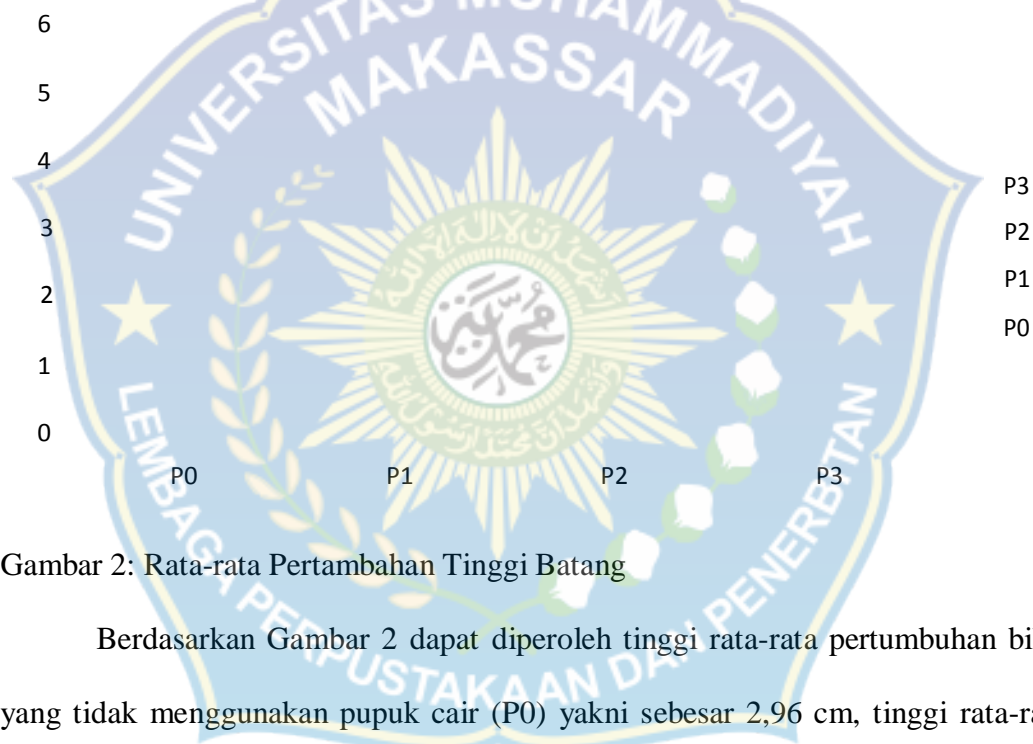 6
5
4
3
2
1
0
P0 P1 P2 P3
P3
P2
P1
P0
UNIVERSITAS MUHAMMADIYAH
MAKASSAR
LEMBAGA PERPUSTAKAAN DAN PENERBITAN
Gambar 2: Rata-rata Pertambahan Tinggi Batang
Berdasarkan Gambar 2 dapat diperoleh tinggi rata-rata pertumbuhan bi
yang tidak menggunakan pupuk cair (P0) yakni sebesar 2,96 cm, tinggi rata-ra